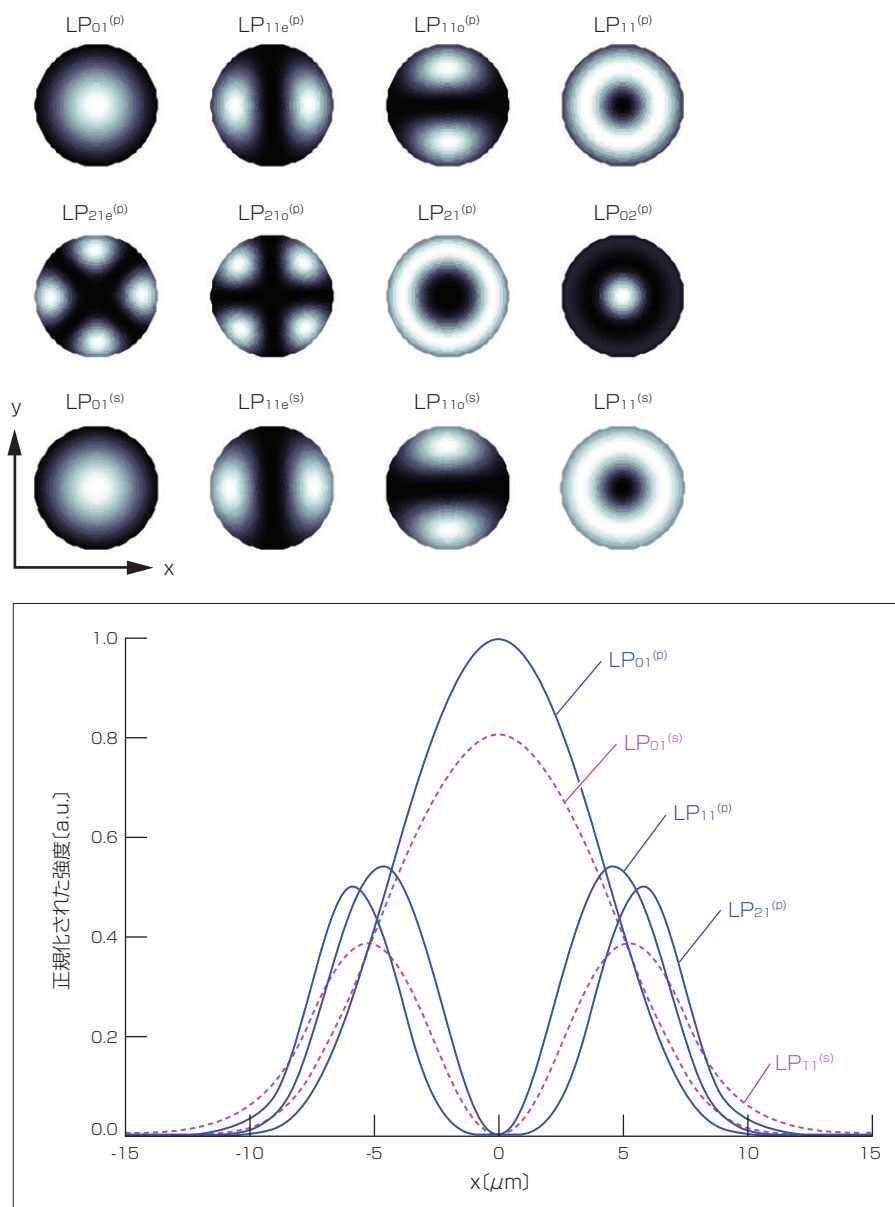 LP01(p) LP11e(p) LP11o(p) LP11(p)
LP21e(p) LP21o(p) LP21(p) LP02(p)
LP01(s) LP11e(s) LP11o(s) LP11(s)
y
x
1.0
0.8
0.6
0.4
0.2
0.0
正規化された強度〔a.u.〕
LP01(p)
LP01(s)
LP11(p)
LP21(p)
LP11(s)
-15 -10 -5 0 5 10 15
x〔μm〕